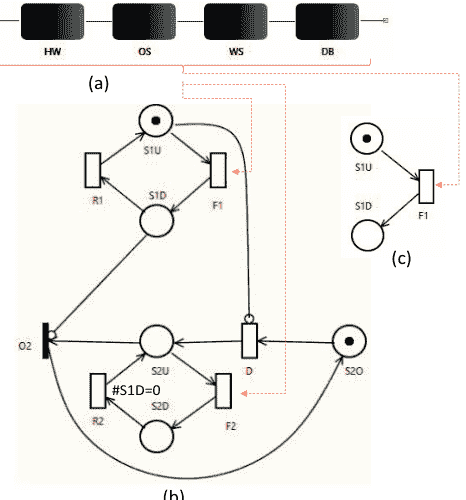 HW OS WS DB
(a)
S1U
R1 S1D F1
S1U
S1D
F1
(c)
O2 S2U D S2O
#S1D=0
S2D
R2 F2
(b)